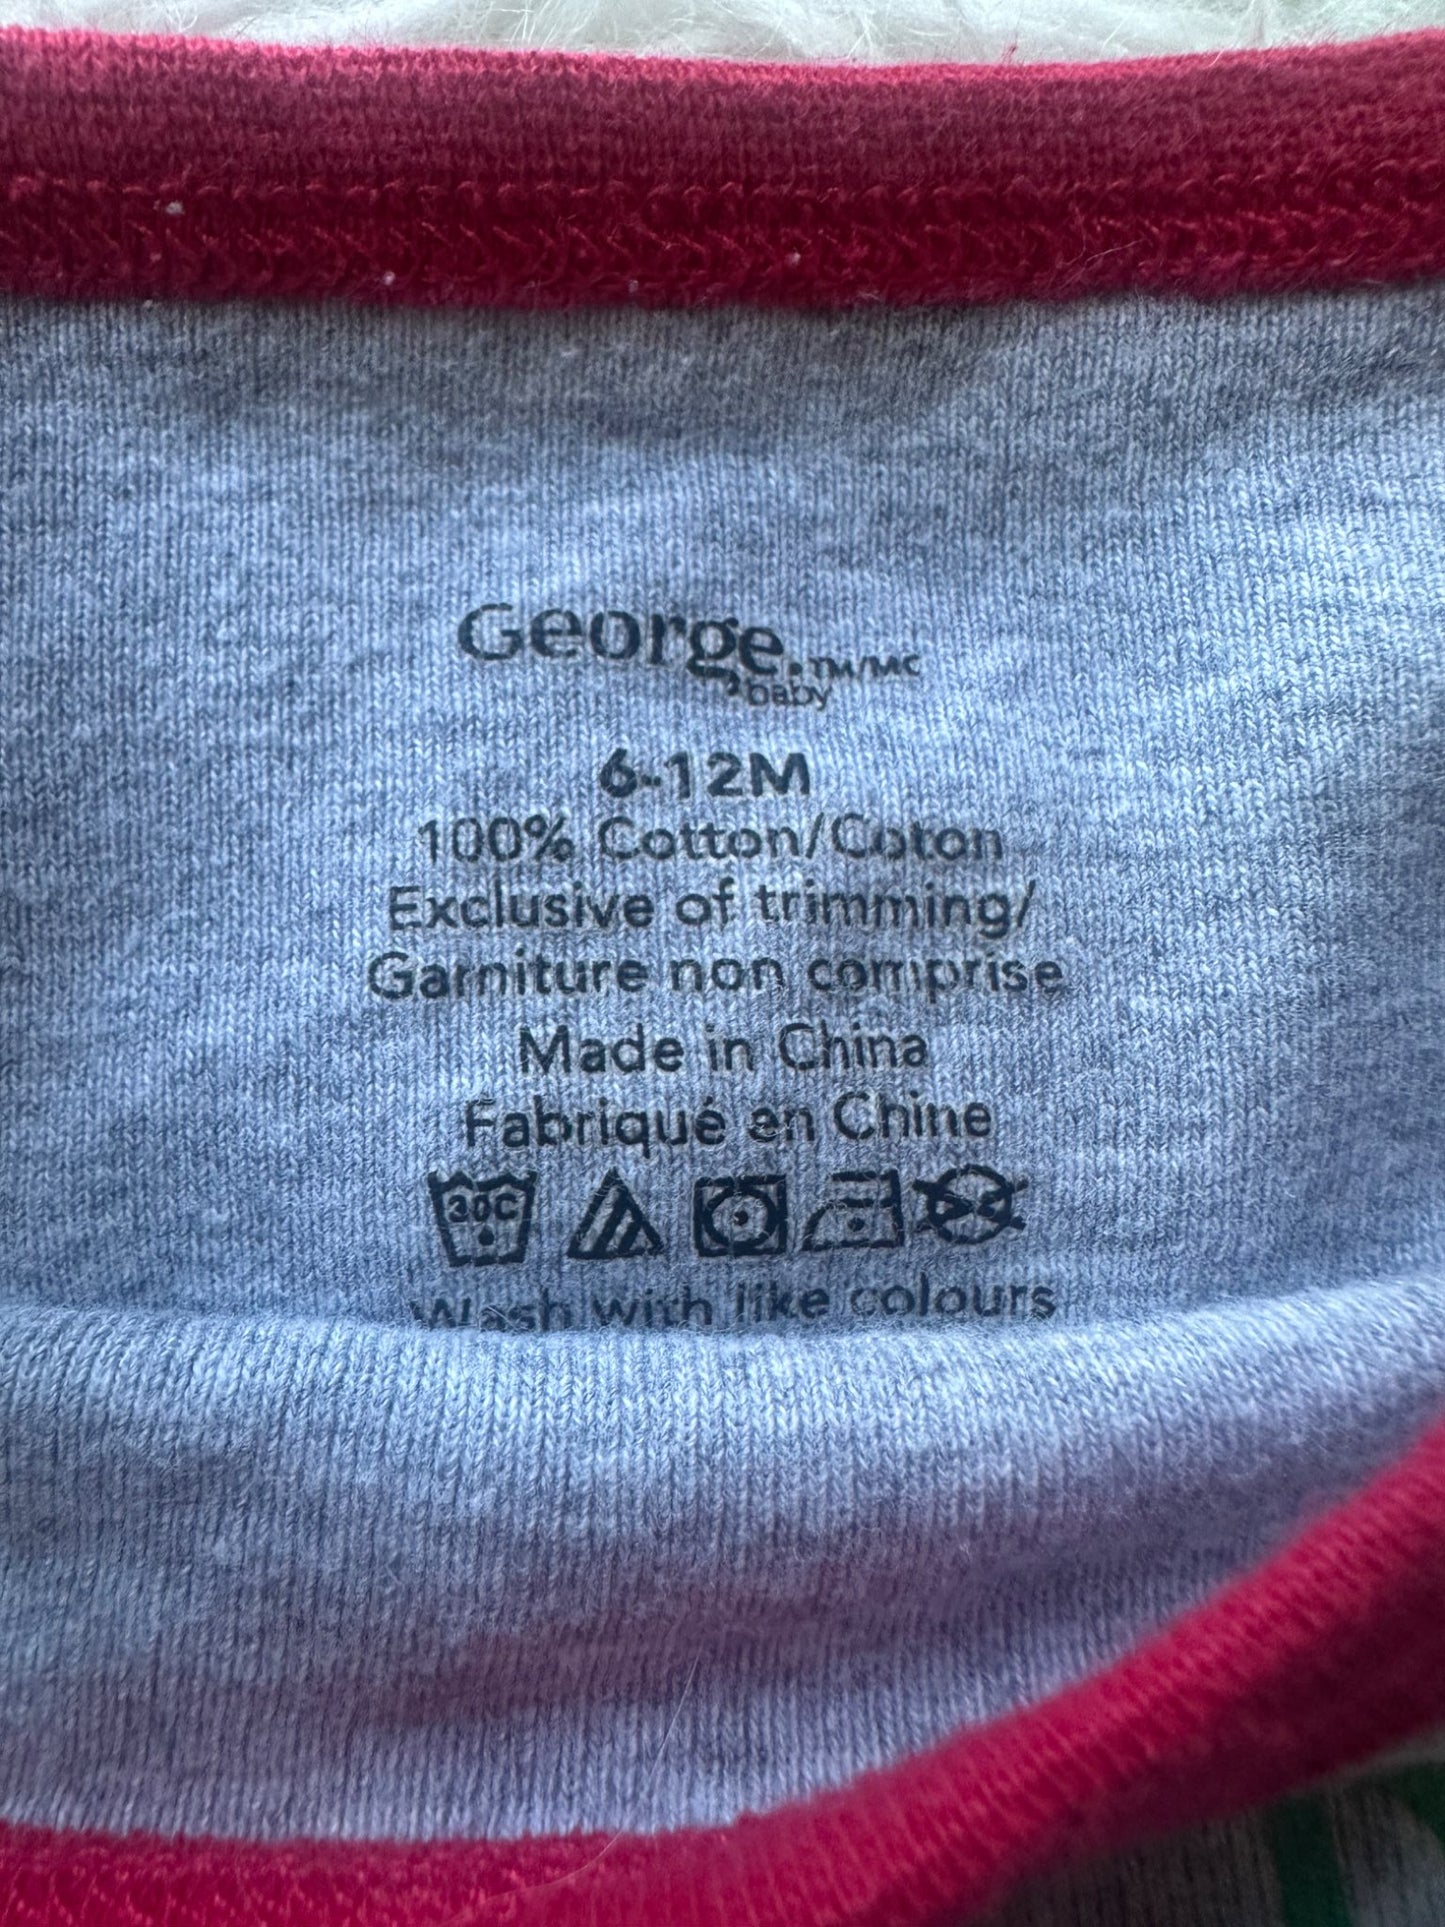 George.TM/MC
baby
6-12M
100% Cotton/Coton
Exclusive of trimming/
Garniture non comprise
Made in China
Fabriqué en Chine
30C
Wash with like colours